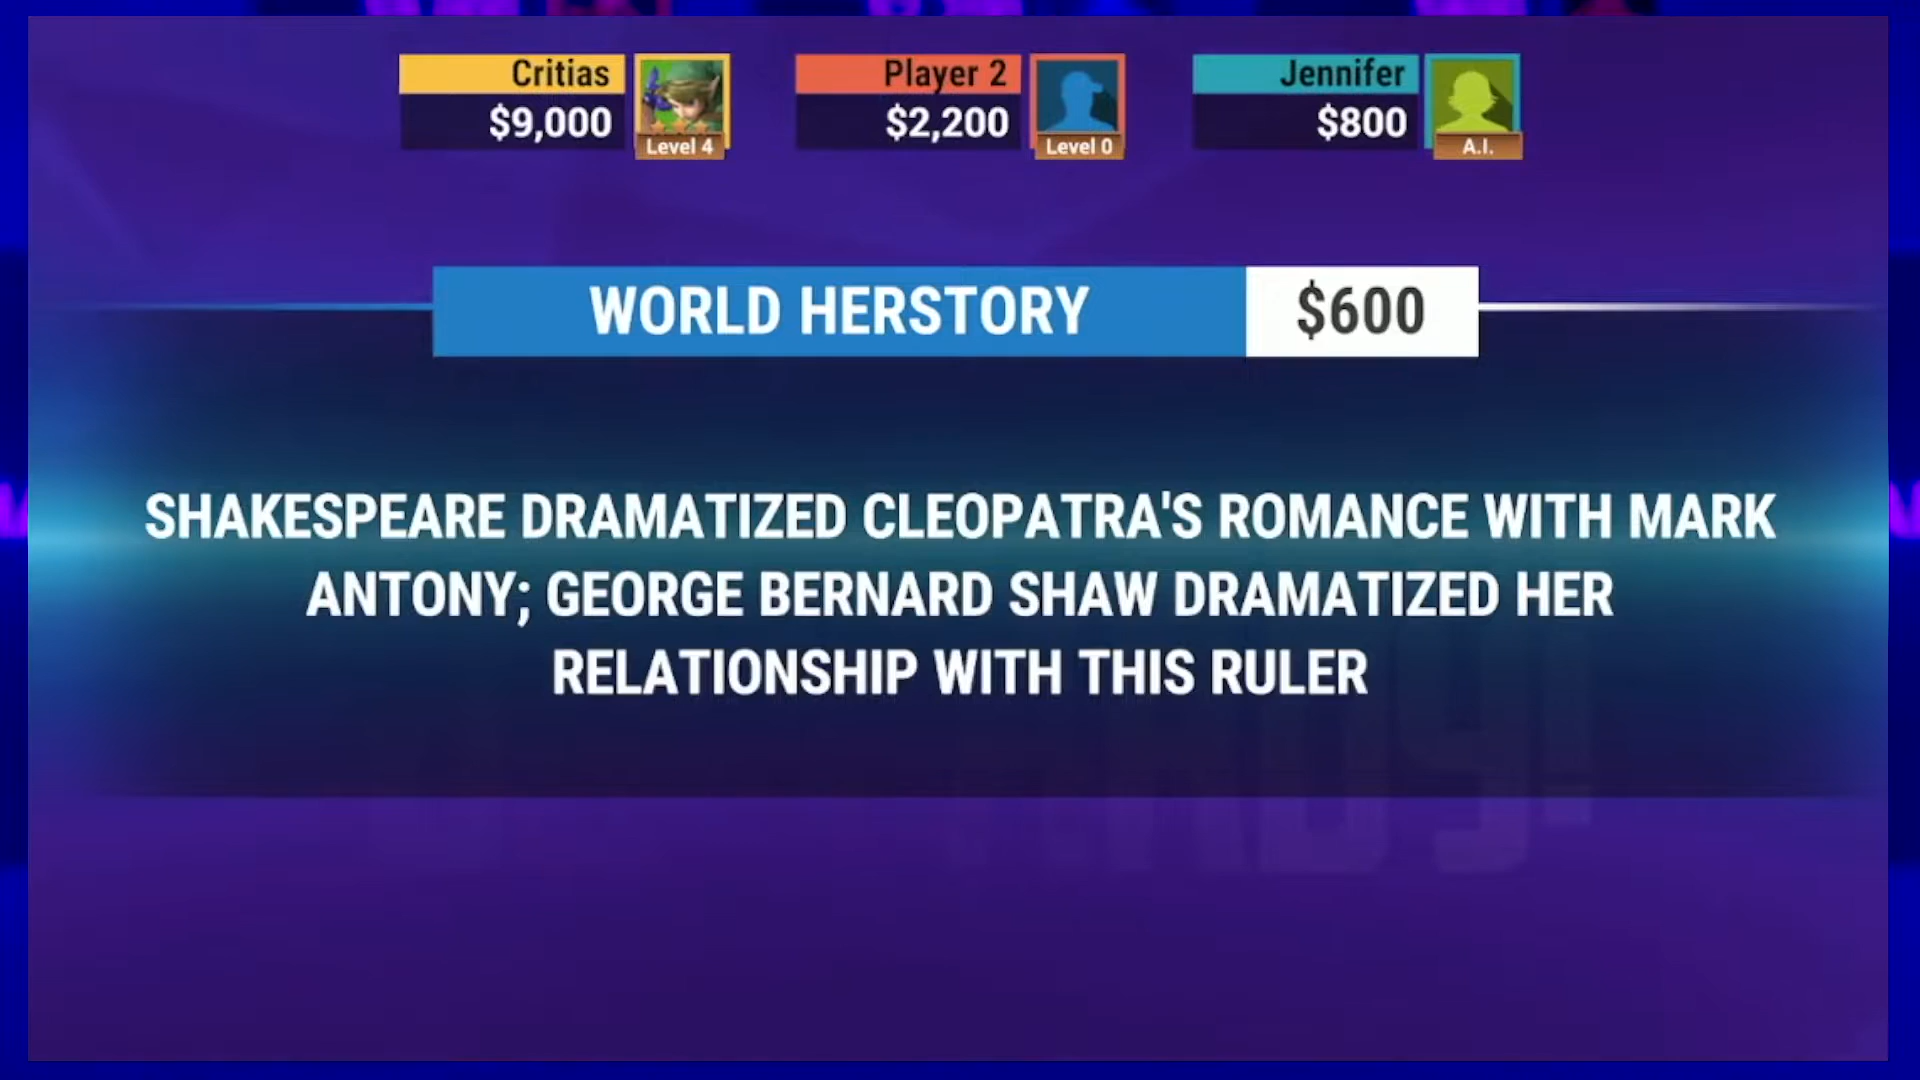 Critias
$9,000
Level 4
Player 2
$2,200
Level 0
Jennifer
$800
A.I.
WORLD HERSTORY
$600
SHAKESPEARE DRAMATIZED CLEOPATRA'S ROMANCE WITH MARK
ANTONY; GEORGE BERNARD SHAW DRAMATIZED HER
RELATIONSHIP WITH THIS RULER